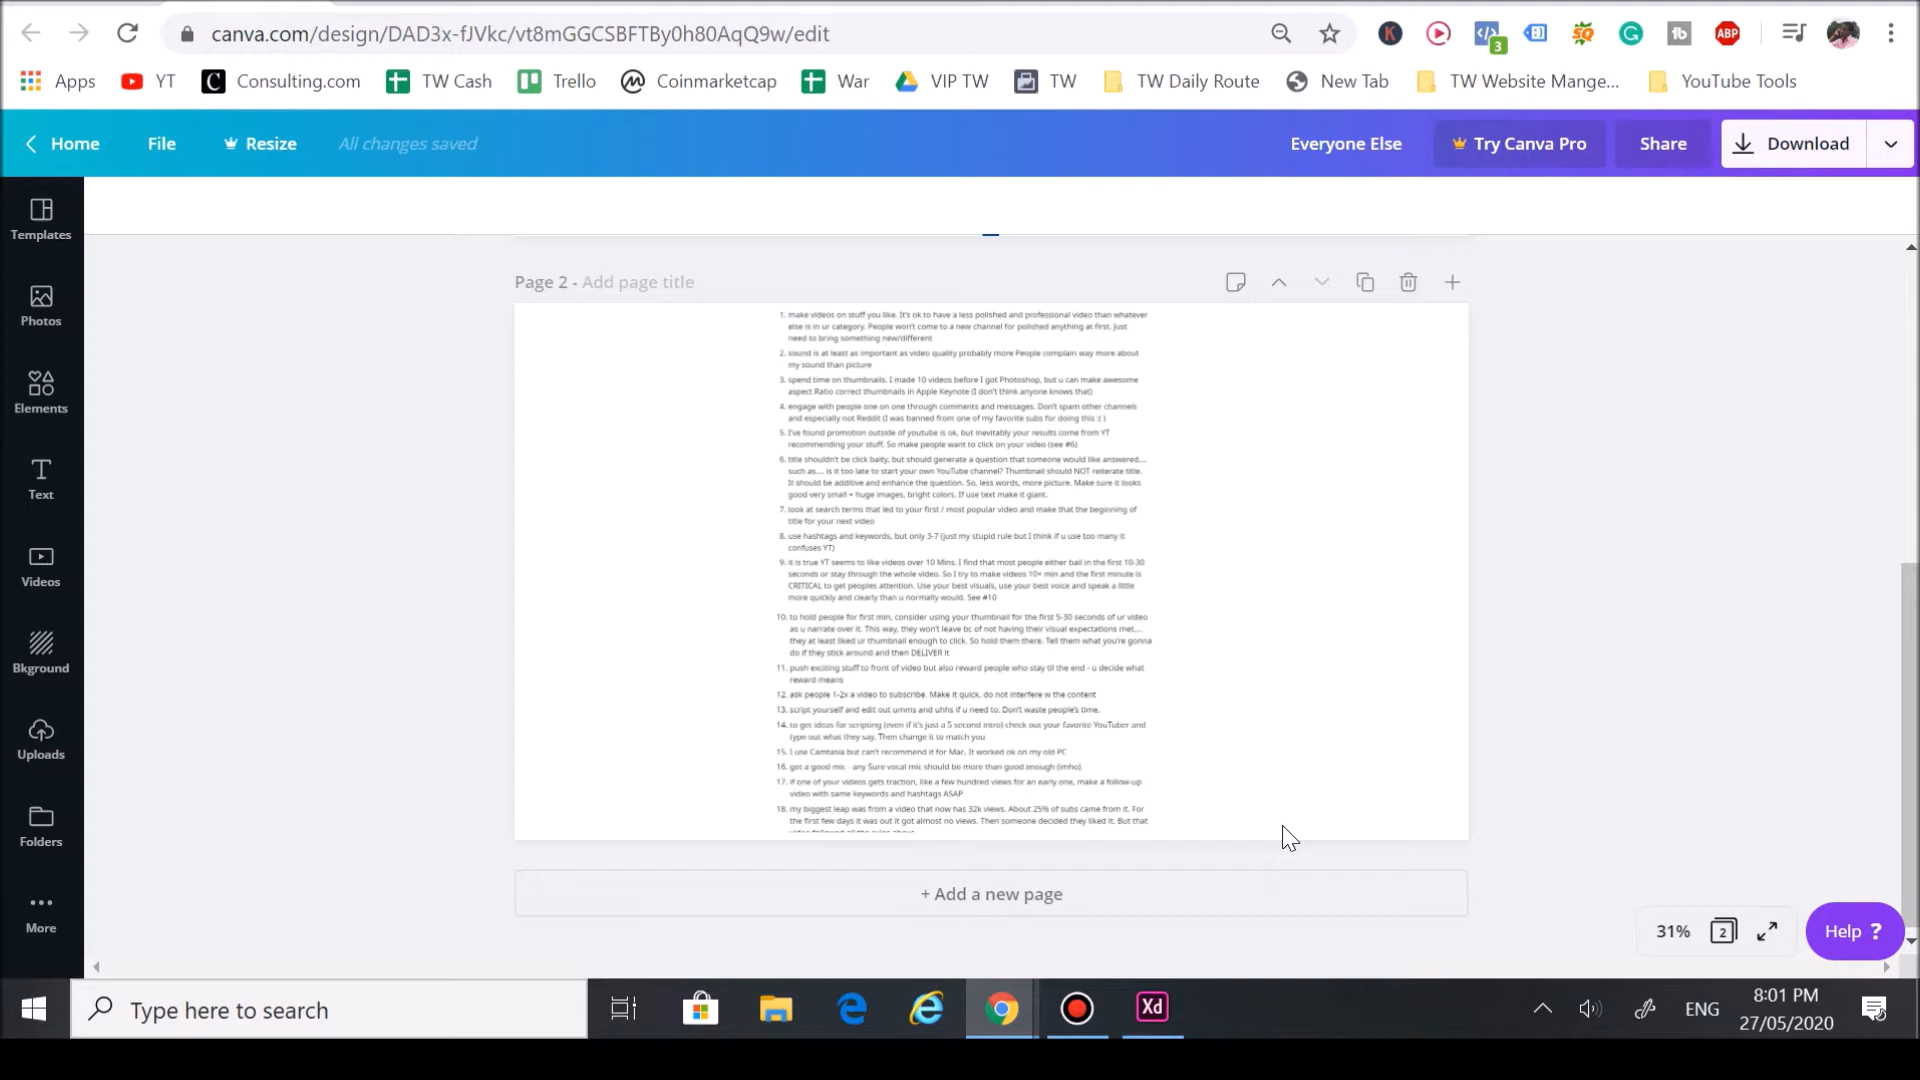 canva.com/design/DAD3x-fJVkc/vt8mGGCSBFTBy0h80AqQ9w/edit
3
ABP
Apps YT Consulting.com TW Cash Trello Coinmarketcap War VIP TW TW TW Daily Route New Tab TW Website Mange... YouTube Tools
Home File Resize All changes saved Everyone Else Try Canva Pro Share Download
Templates
Photos
Elements
Text
Videos
Bkground
Uploads
Folders
More
Page 2 - Add page title
1. make videos on stuff you like. It's ok to have a less polished and professional video than whatever
else is in ur category. People won't come to a new channel for polished anything at first. Just
need to bring something new/different
2. sound is at least as important as video quality probably more People complain way more about
my sound than picture
3. spend time on thumbnails. I made 10 videos before I got Photoshop, but u can make awesome
aspect Ratio correct thumbnails in Apple Keynote (I don't think anyone knows that)
4. engage with people one on one through comments and messages. Don't spam other channels
and especially not Reddit (I was banned from one of my favorite subs for doing this :( )
5. I've found promotion outside of youtube is ok, but inevitably your results come from YT
recommending your stuff. So make people want to click on your video (see #6)
6. title shouldn't be click baity, but should generate a question that someone would like answered....
such as.... is it too late to start your own YouTube channel? Thumbnail should NOT reiterate title.
It should be additive and enhance the question. So, less words, more picture. Make sure it looks
good very small = huge images, bright colors. If use text make it giant.
7. look at search terms that led to your first / most popular video and make that the beginning of
title for your next video
8. use hashtags and keywords, but only 3-7 (just my stupid rule but I think if u use too many it
confuses YT)
9. it is true YT seems to like videos over 10 Mins. I find that most people either bail in the first 10-30
seconds or stay through the whole video. So I try to make videos 10+ min and the first minute is
CRITICAL to get peoples attention. Use your best visuals, use your best voice and speak a little
more quickly and clearly than u normally would. See #10
10. to hold people for first min, consider using your thumbnail for the first 5-30 seconds of ur video
as u narrate over it. This way, they won't leave bc of not having their visual expectations met....
they at least liked ur thumbnail enough to click. So hold them there. Tell them what you're gonna
do if they stick around and then DELIVER it
11. push exciting stuff to front of video but also reward people who stay til the end - u decide what
reward means
12. ask people 1-2x a video to subscribe. Make it quick, do not interfere w the content
13. script yourself and edit out umms and uhhs if u need to. Don't waste people's time.
14. to get ideas for scripting (even if it's just a 5 second intro) check out your favorite YouTuber and
type out what they say. Then change it to match you
15. I use Camtasia but can't recommend it for Mac. It worked ok on my old PC
16. get a good mic - any Sure vocal mic should be more than good enough (imho)
17. if one of your videos gets traction, like a few hundred views for an early one, make a follow-up
video with same keywords and hashtags ASAP
18. my biggest leap was from a video that now has 32k views. About 25% of subs came from it. For
the first few days it was out it got almost no views. Then someone decided they liked it. But that
+ Add a new page
31% 2 Help ?
Type here to search
Xd
ENG
8:01 PM
27/05/2020